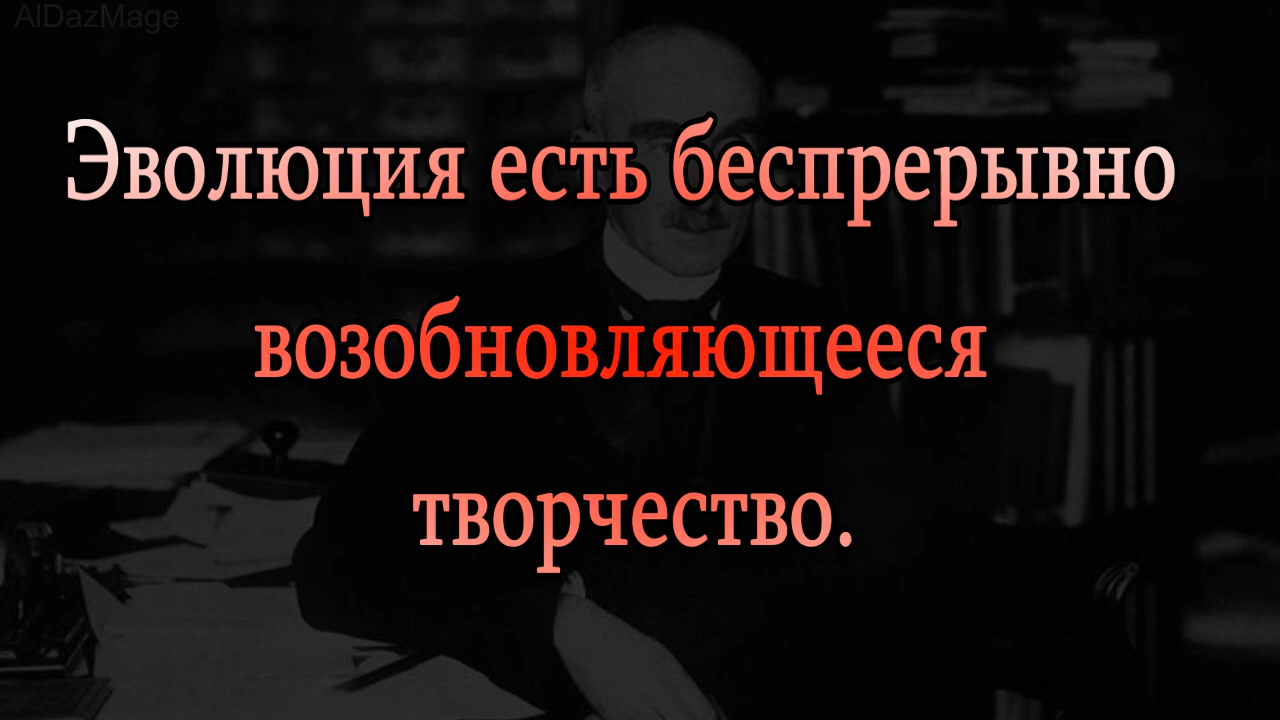 AlDazMage
Эволюция есть беспрерывно
возобновляющееся
творчество.